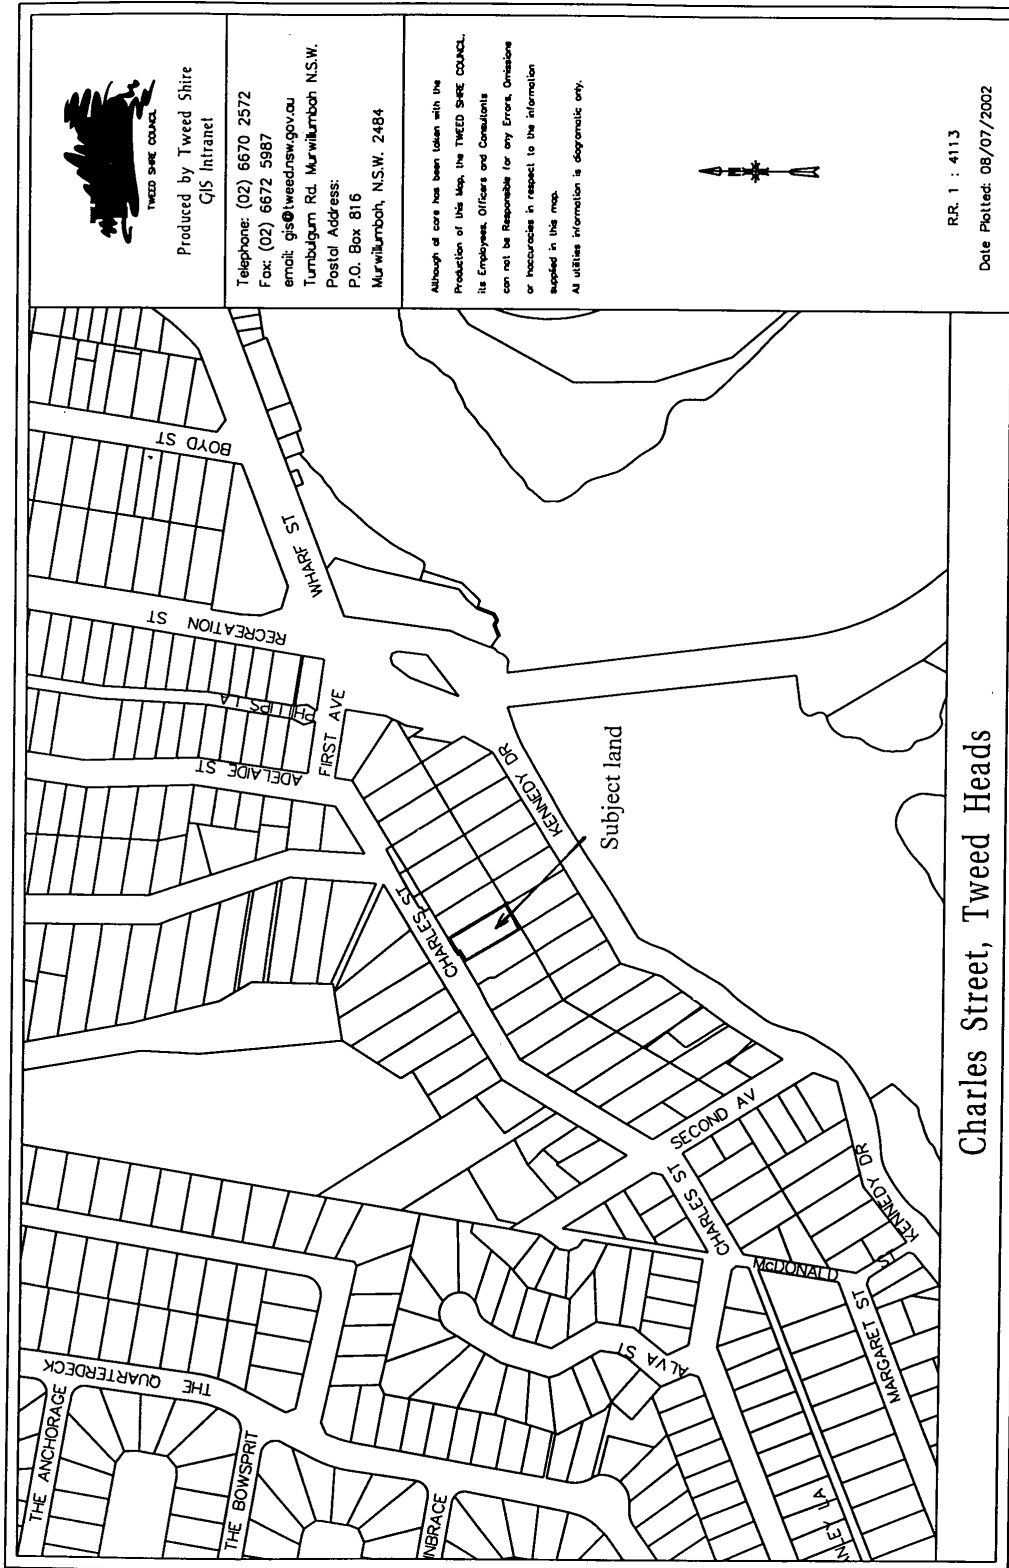 TWEED SHIRE COUNCIL
Produced by Tweed Shire
GIS Intranet
Telephone: (02) 6670 2572
Fax: (02) 6672 5987
email: gis@tweed.nsw.gov.au
Tumbulgum Rd. Murwillumbah N.S.W.
Postal Address:
P.O. Box 816
Murwillumbah, N.S.W. 2484
Although all care has been taken with the
Production of this Map, the TWEED SHIRE COUNCIL,
its Employees, Officers and Consultants
can not be Responsible for any Errors, Omissions
or Inaccuracies in respect to the information
supplied in this map.
All utilities information is diagramatic only.
N
R.R. 1 : 4113
Date Plotted: 08/07/2002
BOYD ST
WHARF ST
RECREATION ST
PHILLIPS LA
FIRST AVE
ADELAIDE ST
KENNEDY DR
Subject land
CHARLES ST
SECOND AV
CHARLES ST
KENNEDY DR
McDONALD
ST
MARGARET ST
ALVA ST
THE QUARTERDECK
THE ANCHORAGE
THE BOWSPRIT
NBRACE
NLEY LA
Charles Street, Tweed Heads